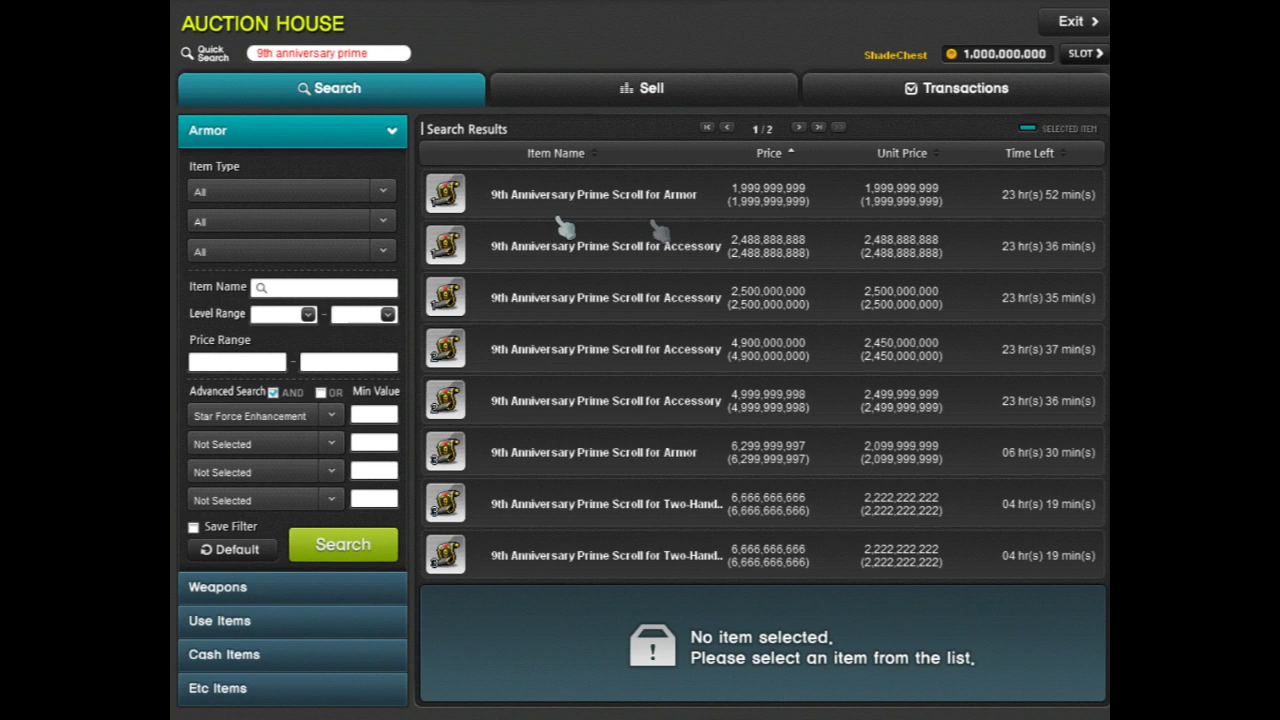 AUCTION HOUSE
Exit
Quick Search
9th anniversary prime
ShadeChest
1,000,000,000
SLOT
Search
Sell
Transactions
Armor
Item Type
All
All
All
Item Name
Level Range
-
Price Range
-
Advanced Search AND OR Min Value
Star Force Enhancement
Not Selected
Not Selected
Not Selected
Save Filter
Default
Search
Weapons
Use Items
Cash Items
Etc Items
Search Results
1 / 2
SELECTED ITEM
Item Name Price Unit Price Time Left
9th Anniversary Prime Scroll for Armor 1,999,999,999 1,999,999,999 23 hr(s) 52 min(s)
(1,999,999,999) (1,999,999,999)
9th Anniversary Prime Scroll for Accessory 2,488,888,888 2,488,888,888 23 hr(s) 36 min(s)
(2,488,888,888) (2,488,888,888)
9th Anniversary Prime Scroll for Accessory 2,500,000,000 2,500,000,000 23 hr(s) 35 min(s)
(2,500,000,000) (2,500,000,000)
2 9th Anniversary Prime Scroll for Accessory 4,900,000,000 2,450,000,000 23 hr(s) 37 min(s)
(4,900,000,000) (2,450,000,000)
2 9th Anniversary Prime Scroll for Accessory 4,999,999,998 2,499,999,999 23 hr(s) 36 min(s)
(4,999,999,998) (2,499,999,999)
3 9th Anniversary Prime Scroll for Armor 6,299,999,997 2,099,999,999 06 hr(s) 30 min(s)
(6,299,999,997) (2,099,999,999)
3 9th Anniversary Prime Scroll for Two-Hand.. 6,666,666,666 2,222,222,222 04 hr(s) 19 min(s)
(6,666,666,666) (2,222,222,222)
3 9th Anniversary Prime Scroll for Two-Hand.. 6,666,666,666 2,222,222,222 04 hr(s) 19 min(s)
(6,666,666,666) (2,222,222,222)
No item selected.
Please select an item from the list.